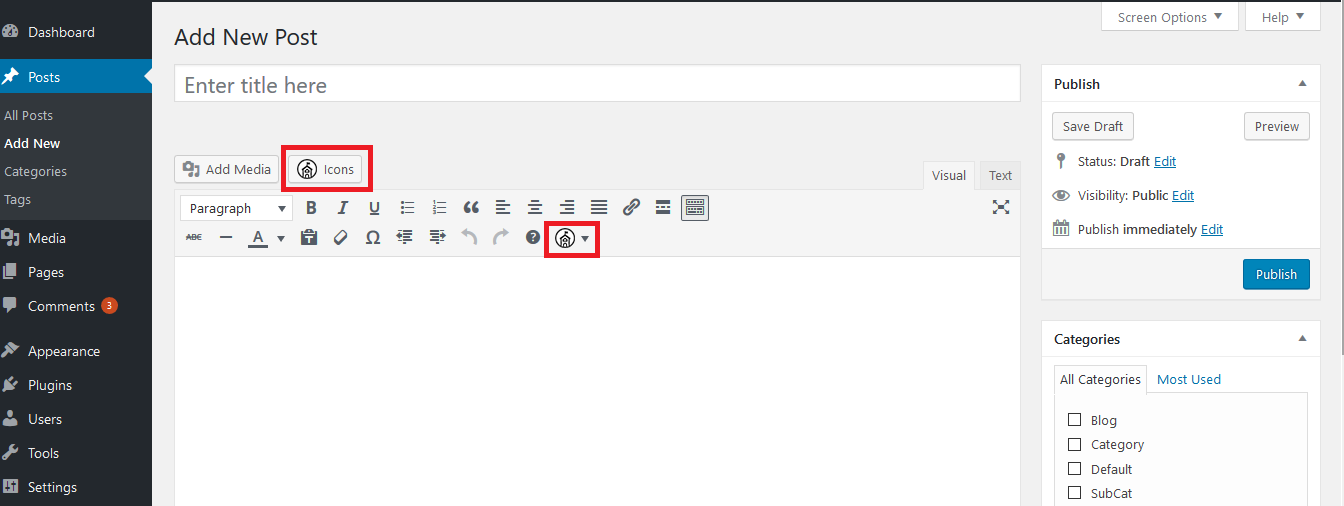 Dashboard
Posts
All Posts
Add New
Categories
Tags
Media
Pages
Comments 3
Appearance
Plugins
Users
Tools
Settings
Screen Options
Help
Add New Post
Enter title here
Add Media
Icons
Visual
Text
Paragraph
B
I
U
ABC
A
Ω
Publish
Save Draft
Preview
Status: Draft Edit
Visibility: Public Edit
Publish immediately Edit
Publish
Categories
All Categories
Most Used
Blog
Category
Default
SubCat